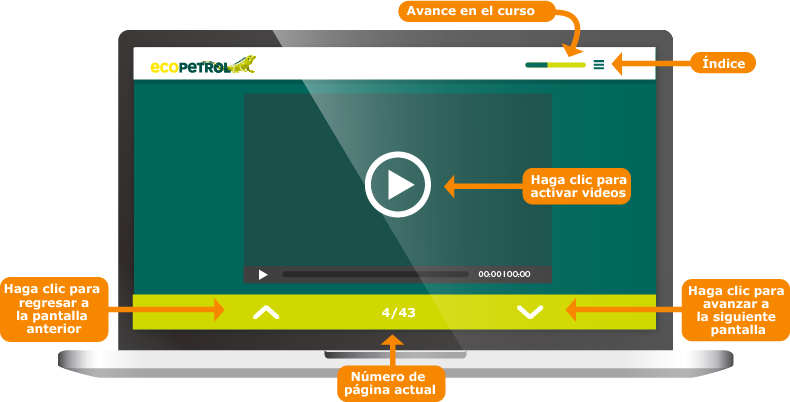 Avance en el curso
ecopetrol
Índice
Haga clic para
activar videos
00:00 I 00:00
Haga clic para
regresar a
la pantalla
anterior
4/43
Haga clic para
avanzar a
la siguiente
pantalla
Número de
página actual